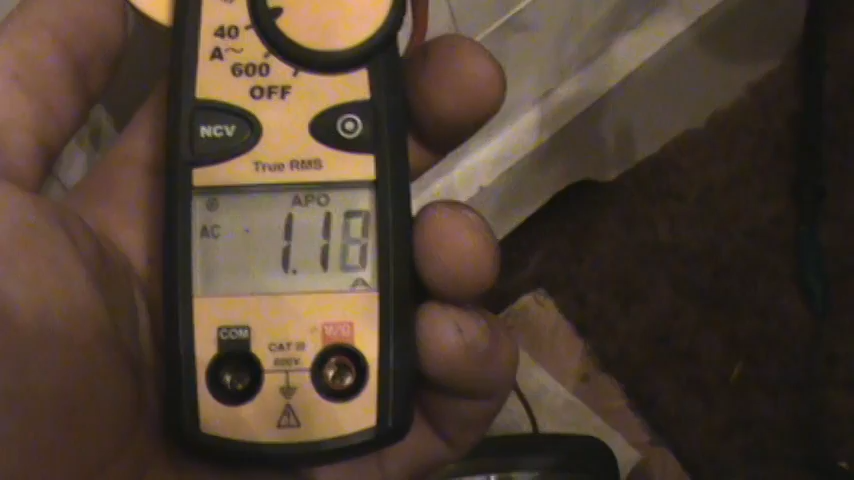 40
A~
600
OFF
NCV
True RMS
APO
AC
1.18
A
COM
V/Ω
CAT III
600V